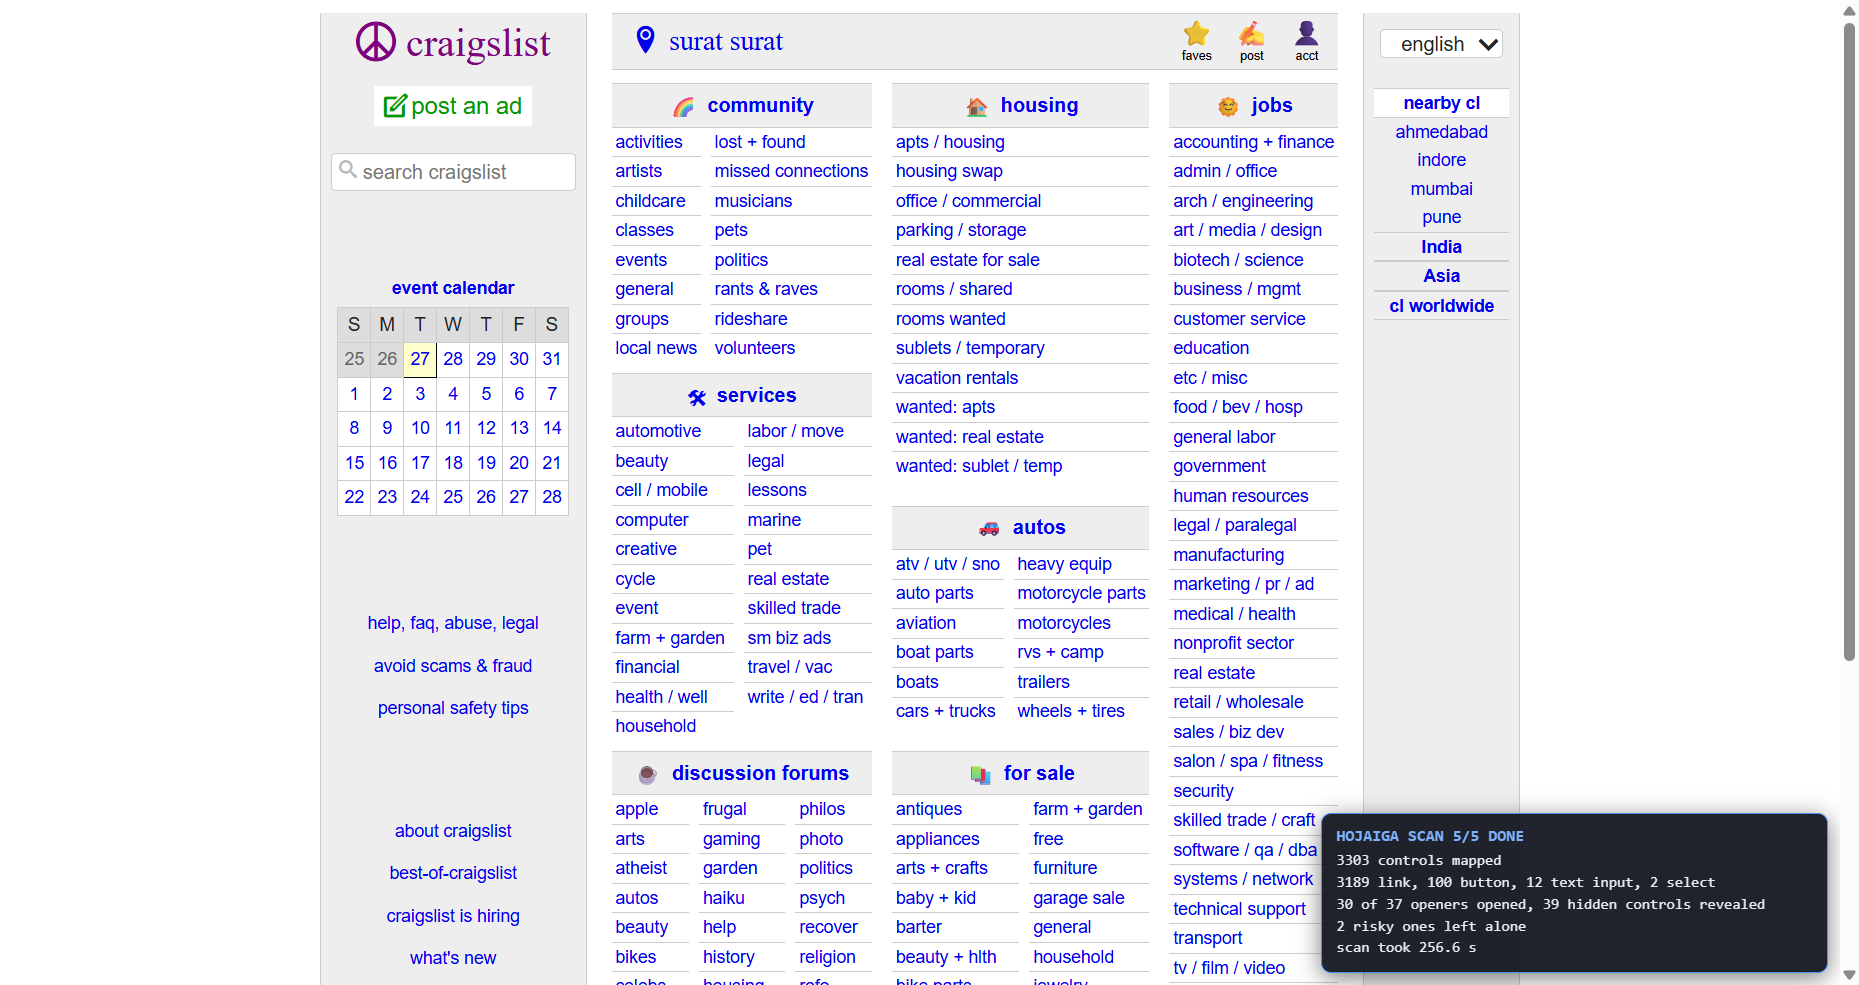 craigslist
post an ad
search craigslist
event calendar
S M T W T F S
25 26 27 28 29 30 31
1 2 3 4 5 6 7
8 9 10 11 12 13 14
15 16 17 18 19 20 21
22 23 24 25 26 27 28
help, faq, abuse, legal
avoid scams & fraud
personal safety tips
about craigslist
best-of-craigslist
craigslist is hiring
what's new
surat surat
faves post acct
community
activities lost + found
artists missed connections
childcare musicians
classes pets
events politics
general rants & raves
groups rideshare
local news volunteers
services
automotive labor / move
beauty legal
cell / mobile lessons
computer marine
creative pet
cycle real estate
event skilled trade
farm + garden sm biz ads
financial travel / vac
health / well write / ed / tran
household
discussion forums
apple frugal philos
arts gaming photo
atheist garden politics
autos haiku psych
beauty help recover
bikes history religion
celebs housing rofo
housing
apts / housing
housing swap
office / commercial
parking / storage
real estate for sale
rooms / shared
rooms wanted
sublets / temporary
vacation rentals
wanted: apts
wanted: real estate
wanted: sublet / temp
autos
atv / utv / sno heavy equip
auto parts motorcycle parts
aviation motorcycles
boat parts rvs + camp
boats trailers
cars + trucks wheels + tires
for sale
antiques farm + garden
appliances free
arts + crafts furniture
baby + kid garage sale
barter general
beauty + hlth household
bike parts jewelry
jobs
accounting + finance
admin / office
arch / engineering
art / media / design
biotech / science
business / mgmt
customer service
education
etc / misc
food / bev / hosp
general labor
government
human resources
legal / paralegal
manufacturing
marketing / pr / ad
medical / health
nonprofit sector
real estate
retail / wholesale
sales / biz dev
salon / spa / fitness
security
skilled trade / craft
software / qa / dba
systems / network
technical support
transport
tv / film / video
english
nearby cl
ahmedabad
indore
mumbai
pune
India
Asia
cl worldwide
HOJAIGA SCAN 5/5 DONE
3303 controls mapped
3189 link, 100 button, 12 text input, 2 select
30 of 37 openers opened, 39 hidden controls revealed
2 risky ones left alone
scan took 256.6 s